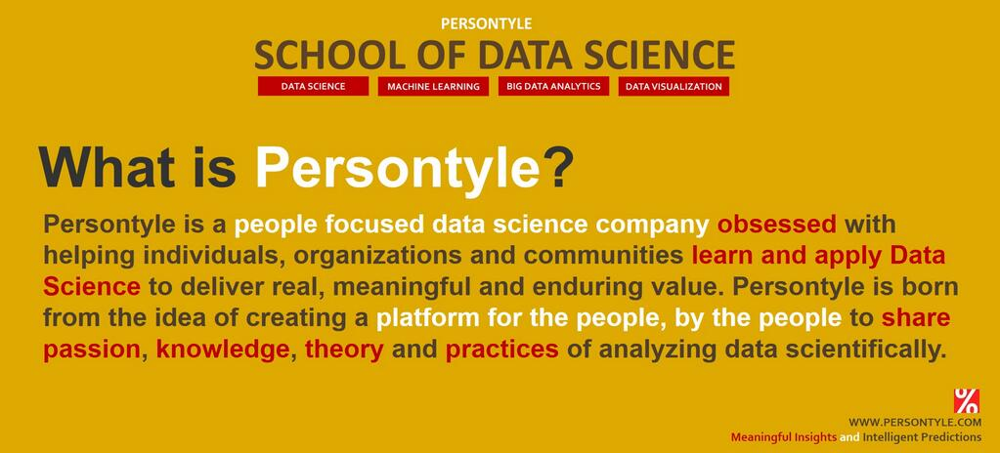 PERSONTYLE
SCHOOL OF DATA SCIENCE
DATA SCIENCE MACHINE LEARNING BIG DATA ANALYTICS DATA VISUALIZATION
What is Persontyle?
Persontyle is a people focused data science company obsessed with
helping individuals, organizations and communities learn and apply Data
Science to deliver real, meaningful and enduring value. Persontyle is born
from the idea of creating a platform for the people, by the people to share
passion, knowledge, theory and practices of analyzing data scientifically.
%
WWW.PERSONTYLE.COM
Meaningful Insights and Intelligent Predictions